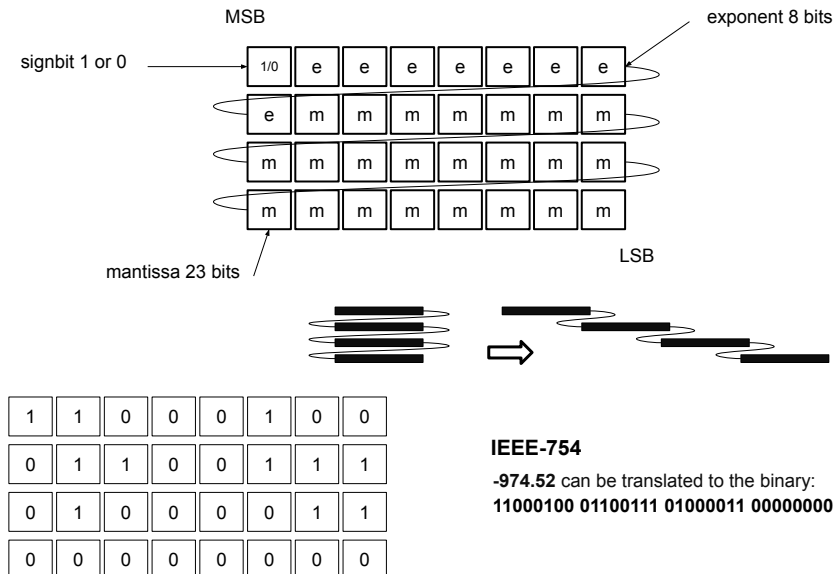 MSB
exponent 8 bits
signbit 1 or 0
1/0 e e e e e e e
e m m m m m m m
m m m m m m m m
m m m m m m m m
LSB
mantissa 23 bits
1 1 0 0 0 1 0 0
0 1 1 0 0 1 1 1
0 1 0 0 0 0 1 1
0 0 0 0 0 0 0 0
IEEE-754
-974.52 can be translated to the binary:
11000100 01100111 01000011 00000000